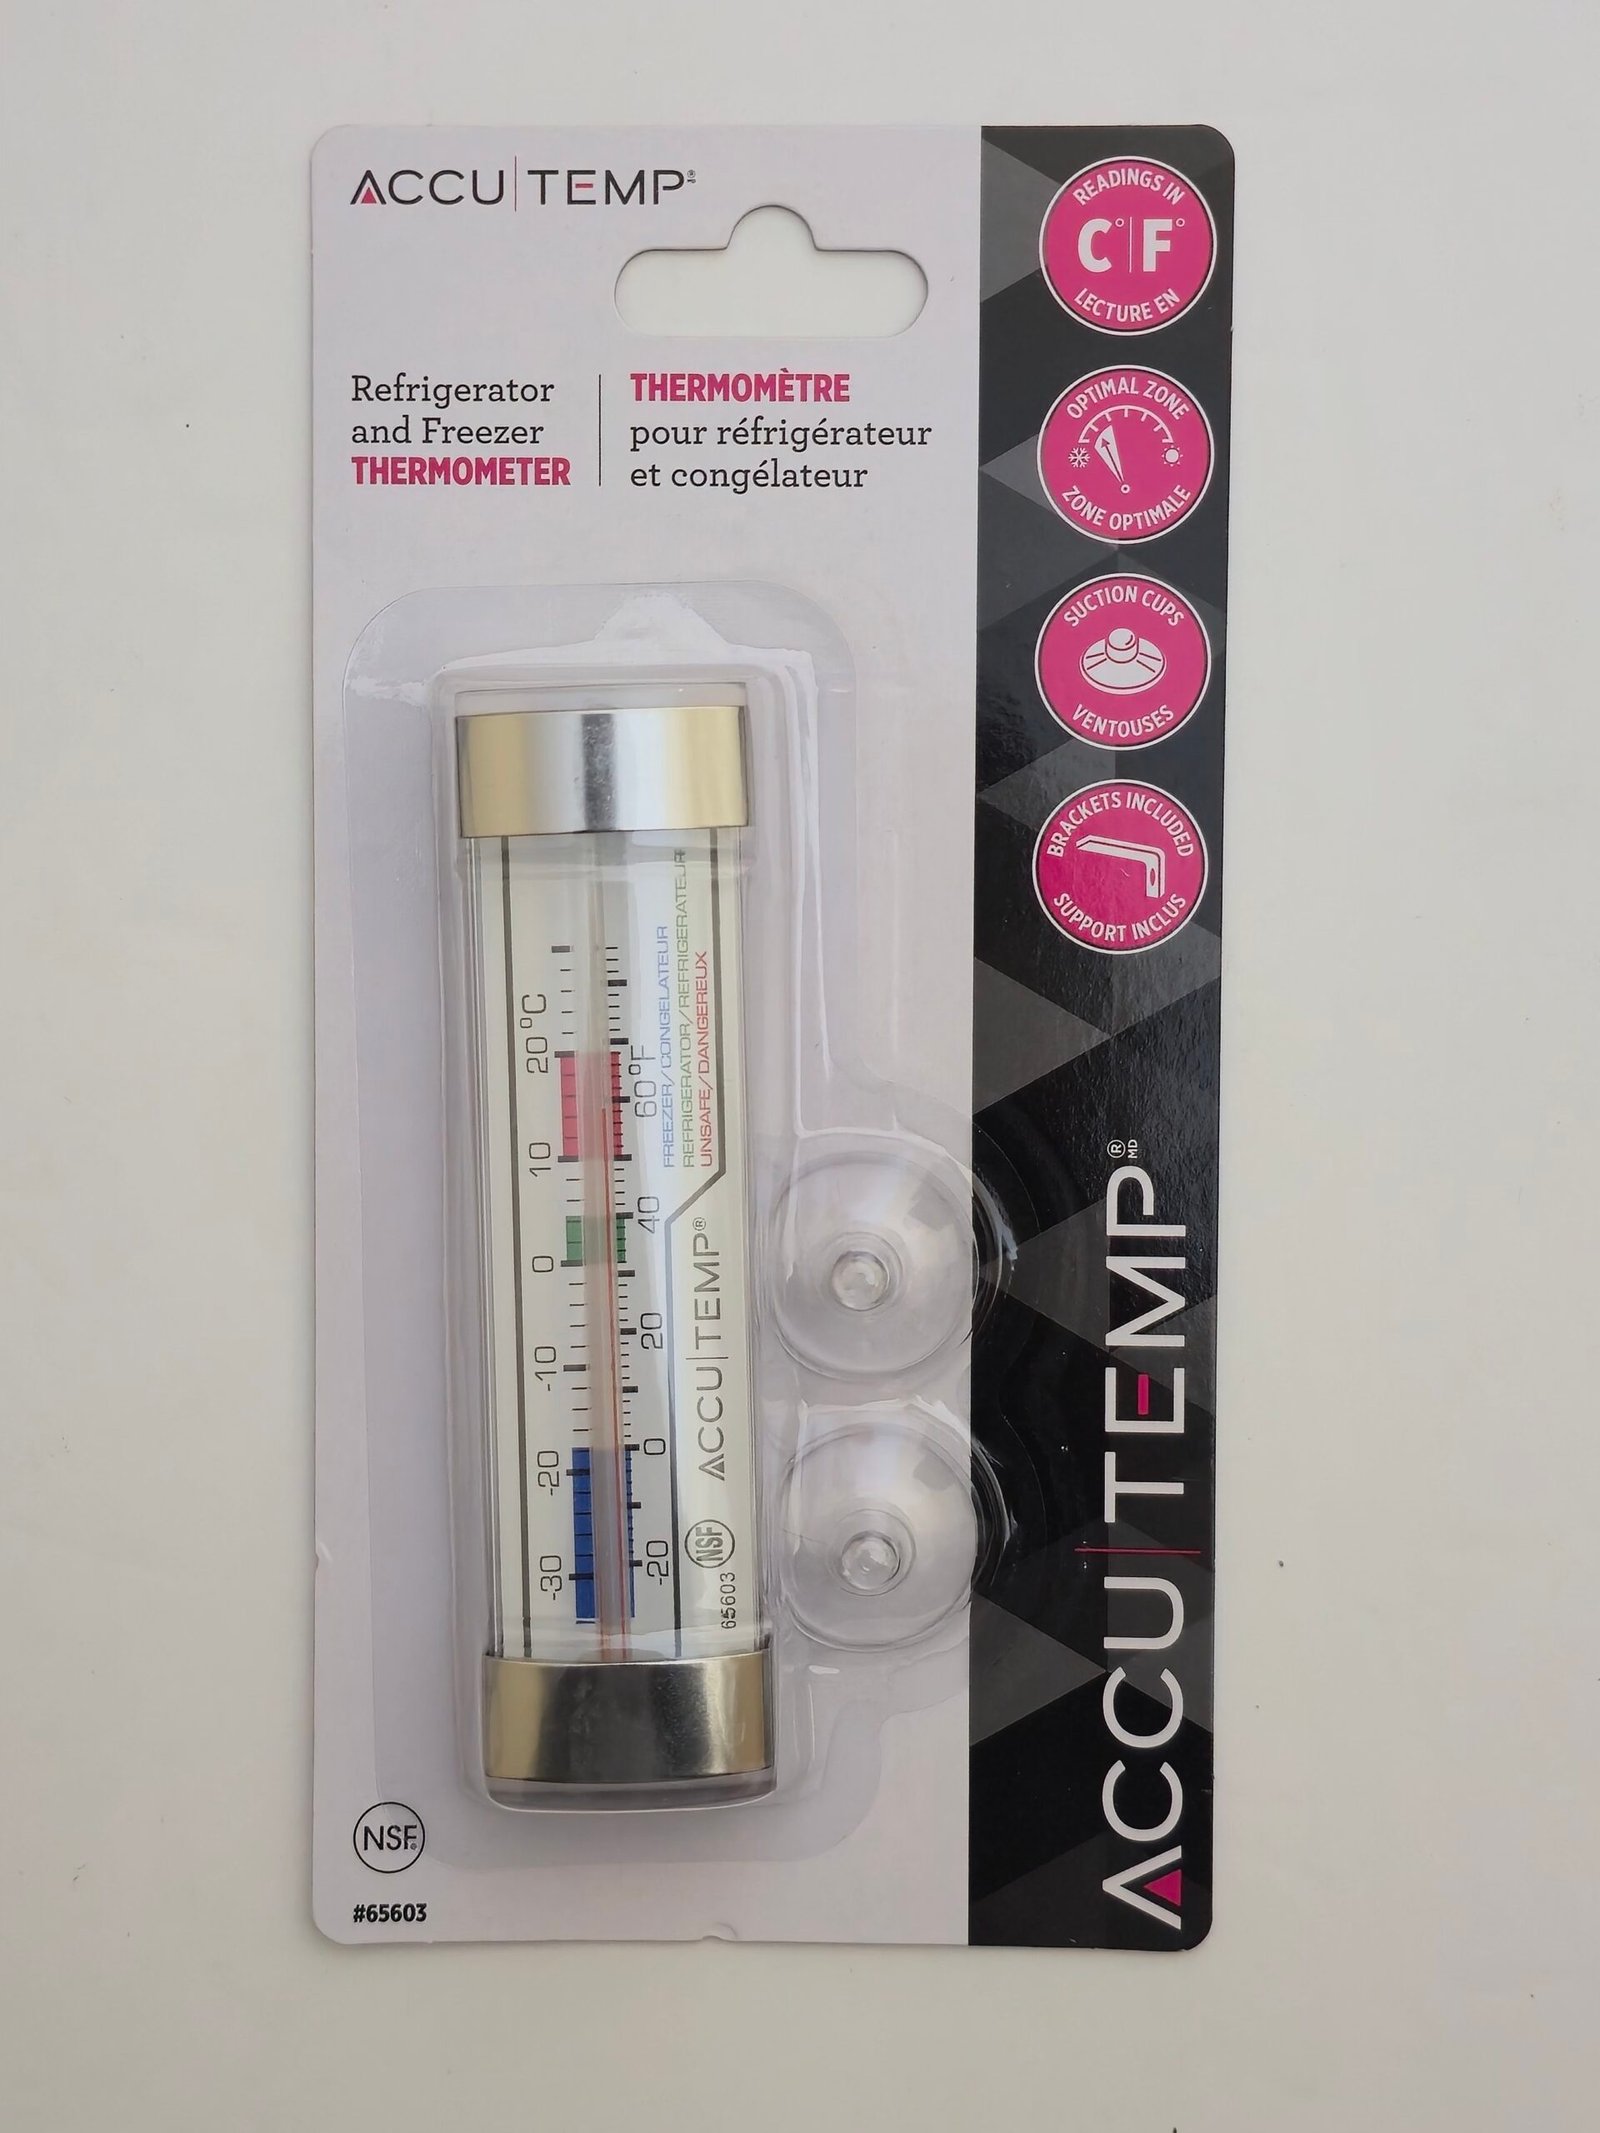 ACCU|TEMP®
Refrigerator
and Freezer
THERMOMETER
THERMOMÈTRE
pour réfrigérateur
et congélateur
READINGS IN
C°|F°
LECTURE EN
OPTIMAL ZONE
ZONE OPTIMALE
SUCTION CUPS
VENTOUSES
BRACKETS INCLUDED
SUPPORT INCLUS
20°C
10
0
-10
-20
-30
60°F
40
20
0
-20
FREEZER/CONGELATEUR
REFRIGERATOR/REFRIGERATEUR
UNSAFE/DANGEREUX
ACCU|TEMP®
65603 NSF
ACCU|TEMP® MD
NSF®
#65603